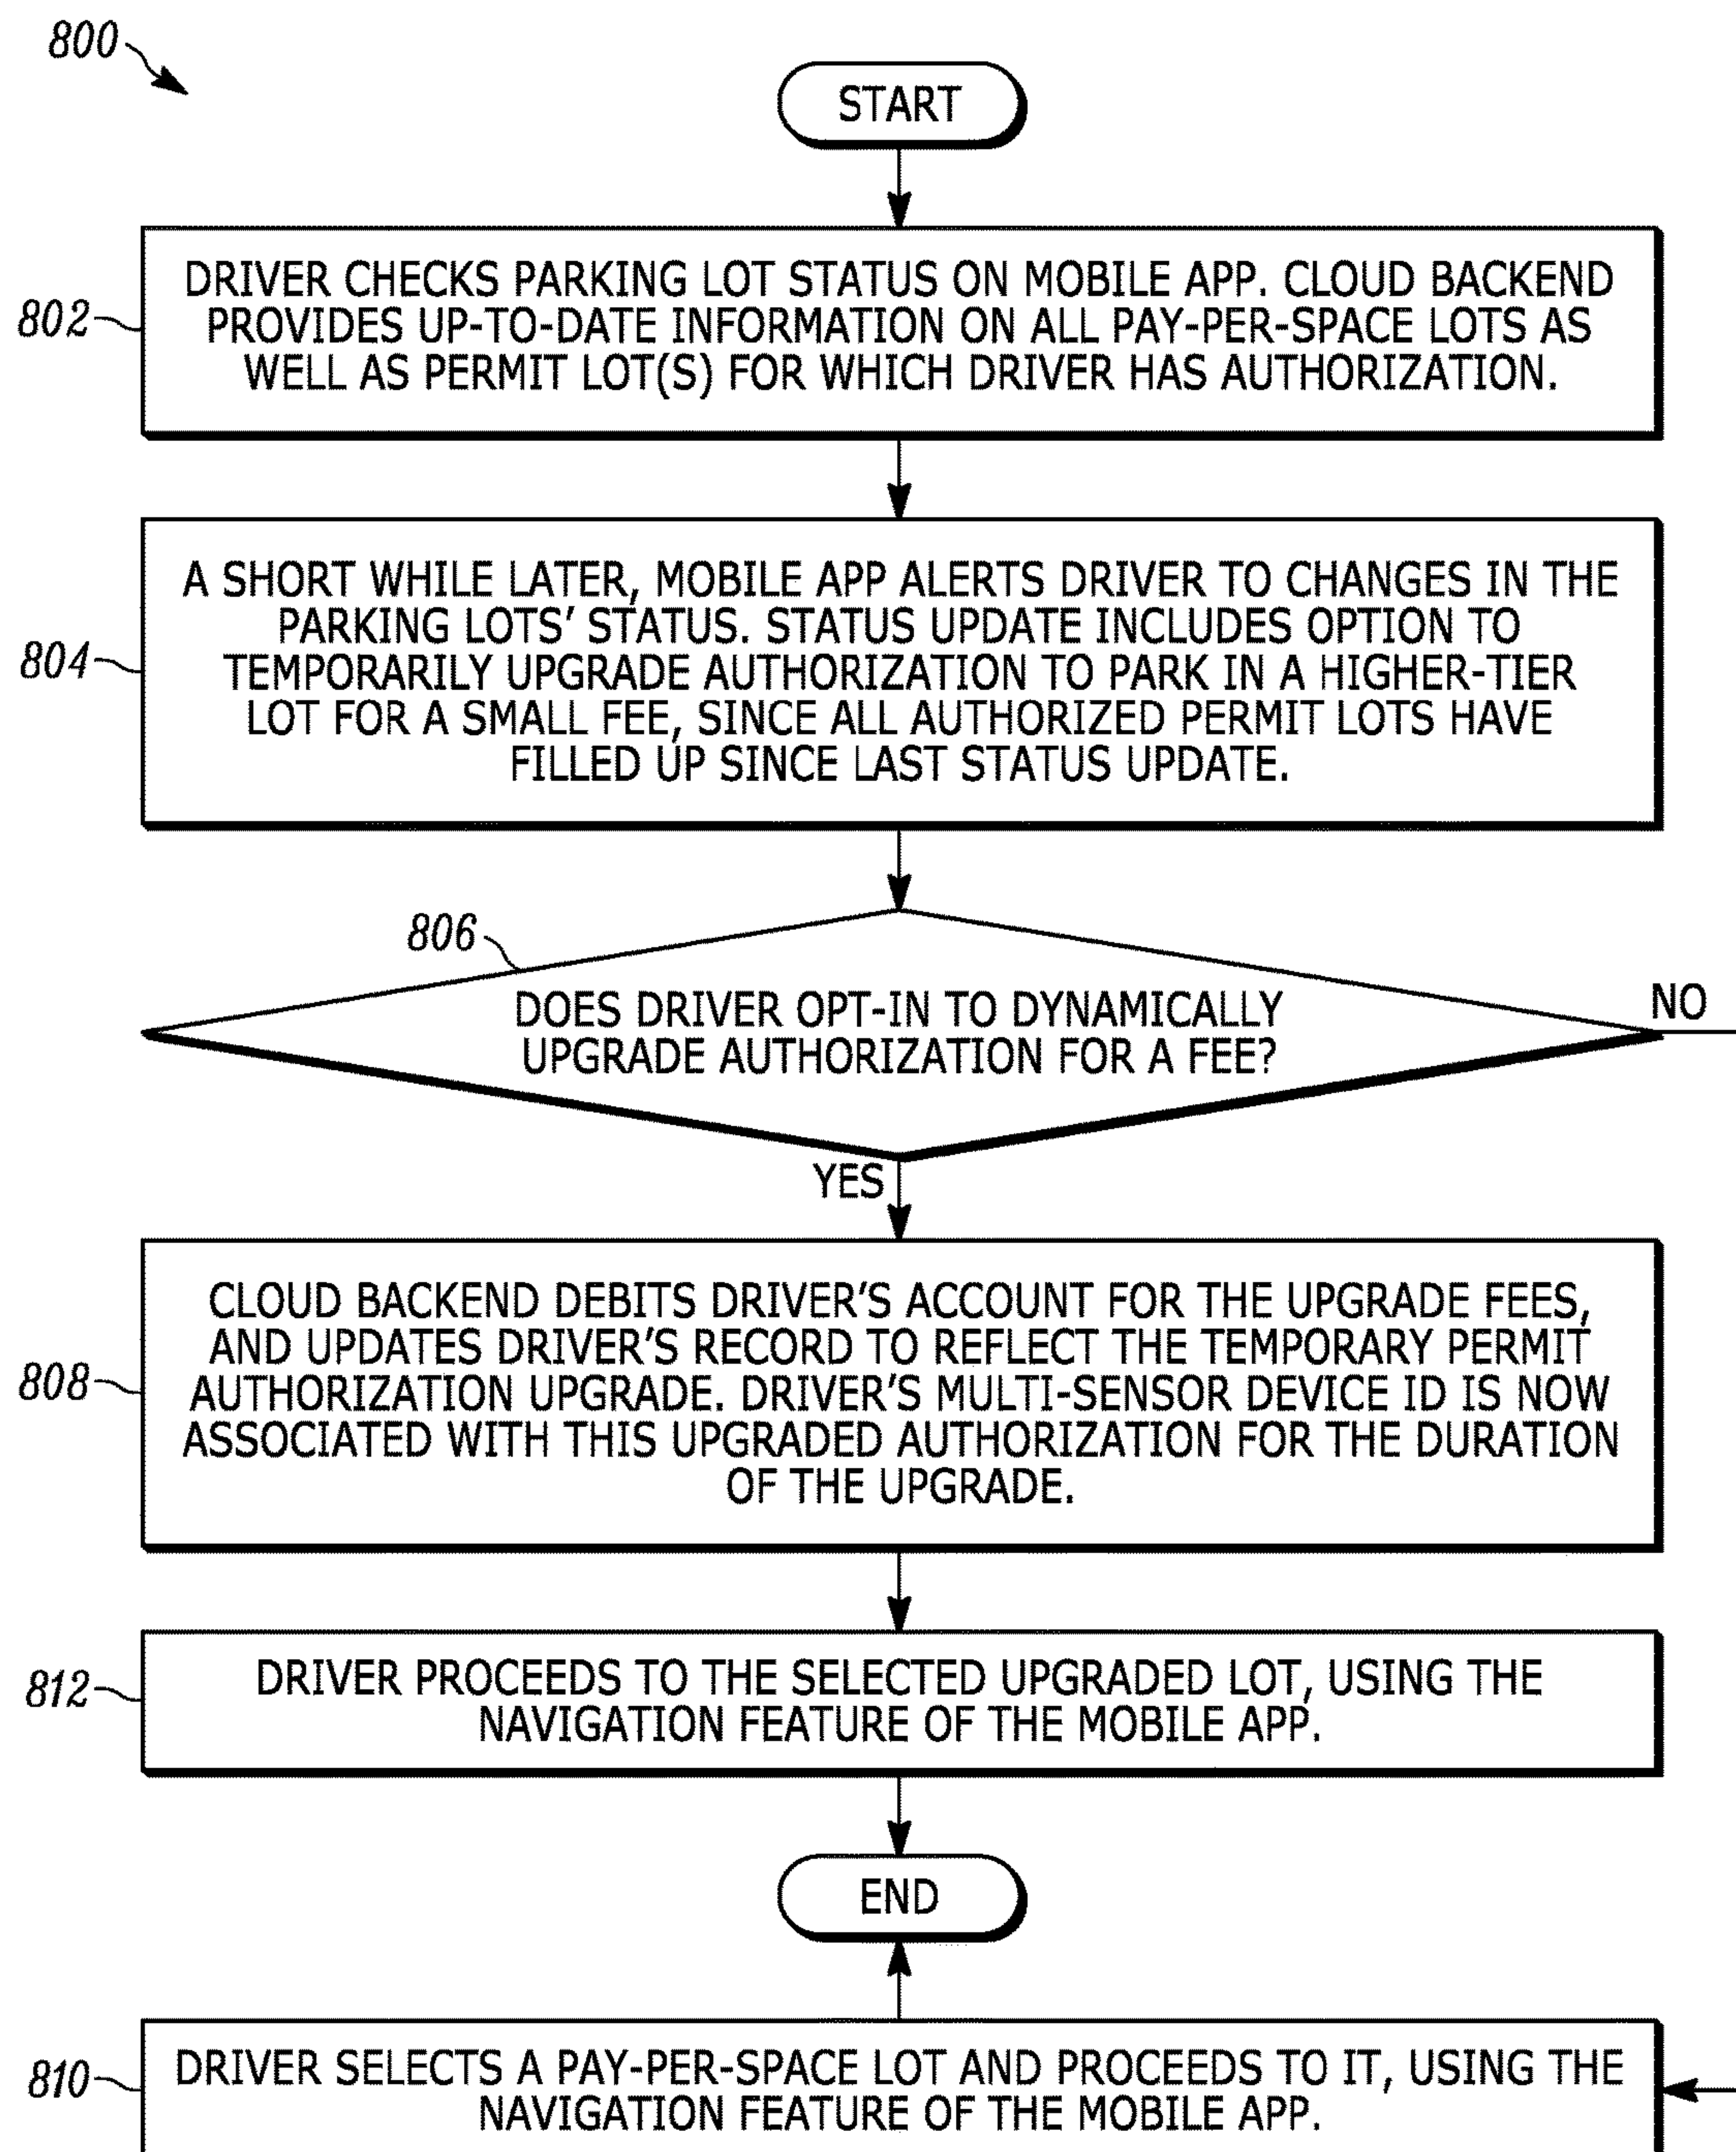 800
START
802
DRIVER CHECKS PARKING LOT STATUS ON MOBILE APP. CLOUD BACKEND
PROVIDES UP-TO-DATE INFORMATION ON ALL PAY-PER-SPACE LOTS AS
WELL AS PERMIT LOT(S) FOR WHICH DRIVER HAS AUTHORIZATION.
804
A SHORT WHILE LATER, MOBILE APP ALERTS DRIVER TO CHANGES IN THE
PARKING LOTS' STATUS. STATUS UPDATE INCLUDES OPTION TO
TEMPORARILY UPGRADE AUTHORIZATION TO PARK IN A HIGHER-TIER
LOT FOR A SMALL FEE, SINCE ALL AUTHORIZED PERMIT LOTS HAVE
FILLED UP SINCE LAST STATUS UPDATE.
806
DOES DRIVER OPT-IN TO DYNAMICALLY
UPGRADE AUTHORIZATION FOR A FEE?
NO
YES
808
CLOUD BACKEND DEBITS DRIVER'S ACCOUNT FOR THE UPGRADE FEES,
AND UPDATES DRIVER'S RECORD TO REFLECT THE TEMPORARY PERMIT
AUTHORIZATION UPGRADE. DRIVER'S MULTI-SENSOR DEVICE ID IS NOW
ASSOCIATED WITH THIS UPGRADED AUTHORIZATION FOR THE DURATION
OF THE UPGRADE.
812
DRIVER PROCEEDS TO THE SELECTED UPGRADED LOT, USING THE
NAVIGATION FEATURE OF THE MOBILE APP.
END
810
DRIVER SELECTS A PAY-PER-SPACE LOT AND PROCEEDS TO IT, USING THE
NAVIGATION FEATURE OF THE MOBILE APP.